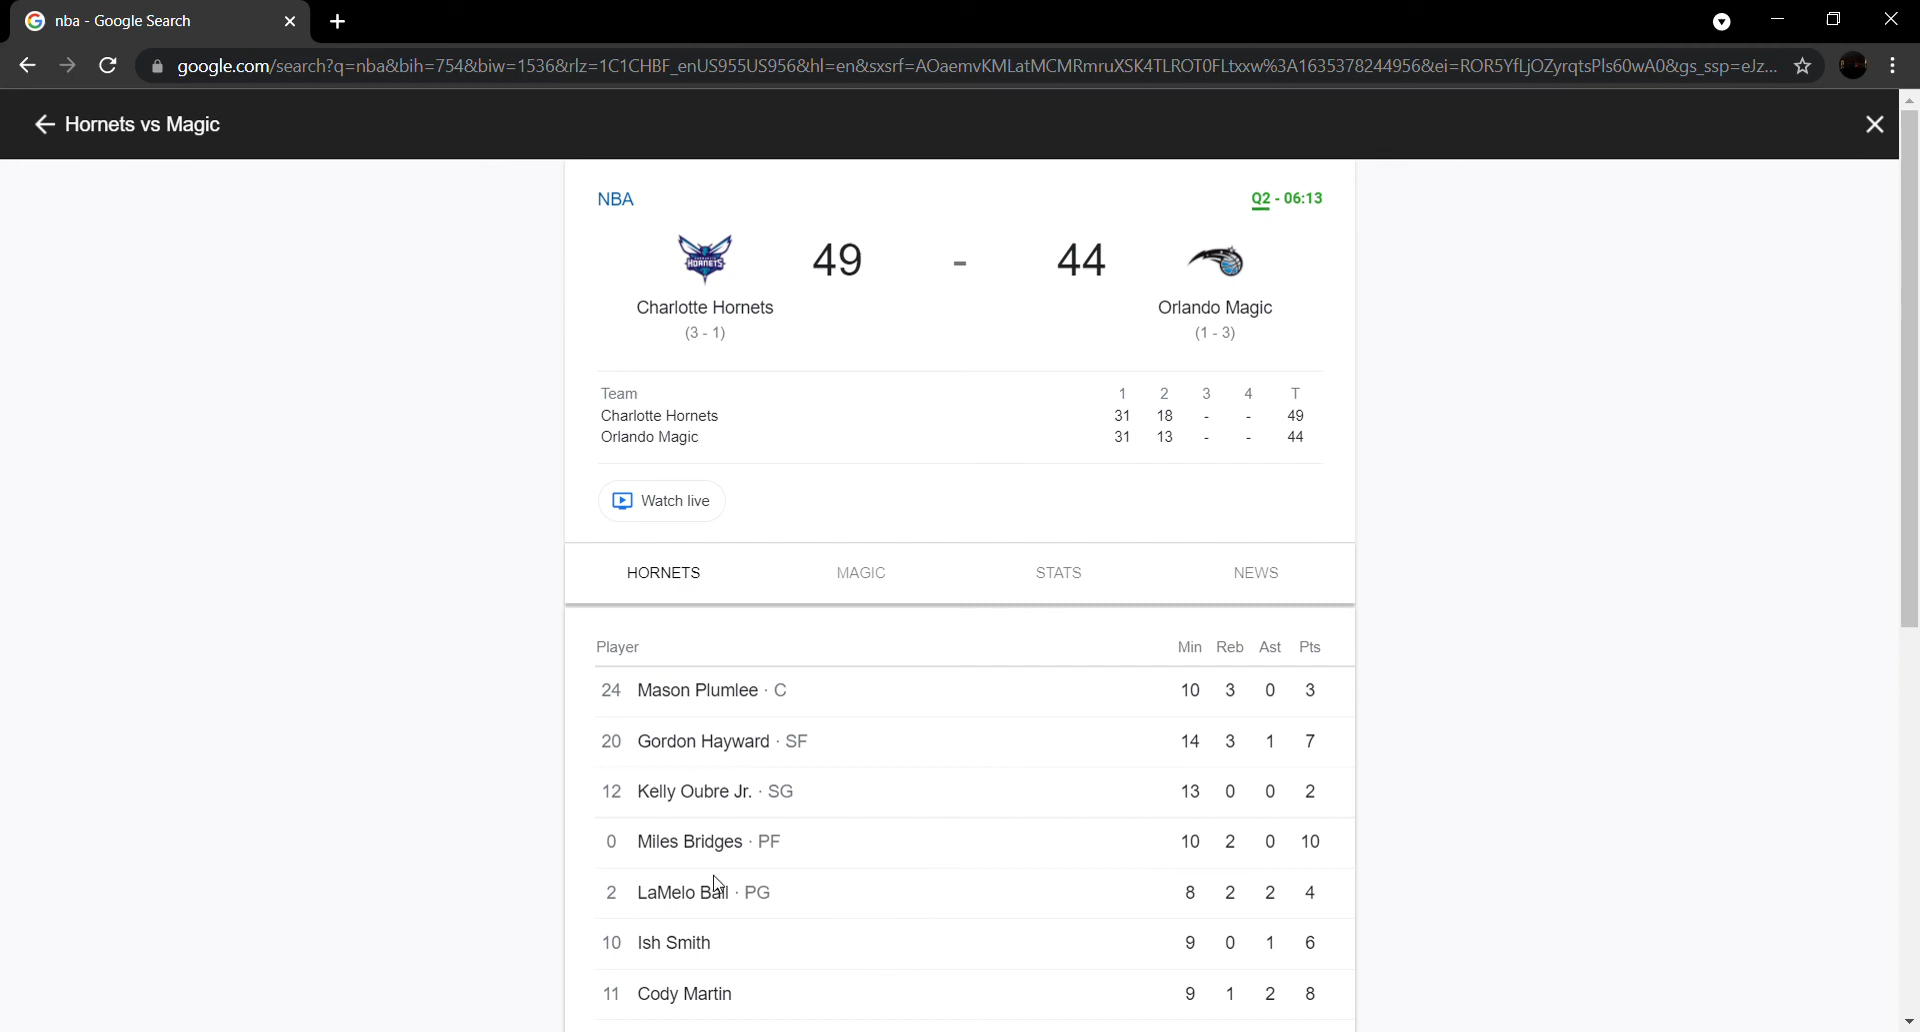 nba - Google Search
google.com/search?q=nba&bih=754&biw=1536&rlz=1C1CHBF_enUS955US956&hl=en&sxsrf=AOaemvKMLatMCMRmruXSK4TLROT0FLtxxw%3A1635378244956&ei=ROR5YfLjOZyrqtsPls60wA0&gs_ssp=eJz...
Hornets vs Magic
NBA Q2 - 06:13
HORNETS
49 - 44
Charlotte Hornets Orlando Magic
(3 - 1) (1 - 3)
Team 1 2 3 4 T
Charlotte Hornets 31 18 - - 49
Orlando Magic 31 13 - - 44
Watch live
HORNETS MAGIC STATS NEWS
Player Min Reb Ast Pts
24 Mason Plumlee · C 10 3 0 3
20 Gordon Hayward · SF 14 3 1 7
12 Kelly Oubre Jr. · SG 13 0 0 2
0 Miles Bridges · PF 10 2 0 10
2 LaMelo Ball · PG 8 2 2 4
10 Ish Smith 9 0 1 6
11 Cody Martin 9 1 2 8